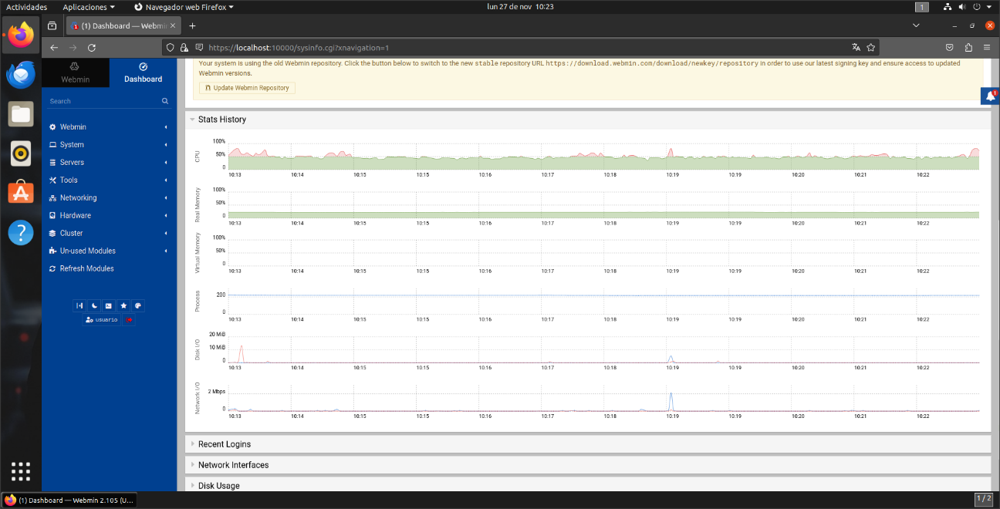 Actividades
Aplicaciones
Navegador web Firefox
lun 27 de nov 10:23
1
1
(1) Dashboard — Webmi
https://localhost:10000/sysinfo.cgi?xnavigation=1
Webmin
Dashboard
Search
Webmin
System
Servers
Tools
Networking
Hardware
Cluster
Un-used Modules
Refresh Modules
usuario
Your system is using the old Webmin repository. Click the button below to switch to the new stable repository URL https://download.webmin.com/download/newkey/repository in order to use our latest signing key and ensure access to updated
Webmin versions.
Update Webmin Repository
1
Stats History
CPU
100%
50%
0
10:13 10:14 10:15 10:15 10:16 10:17 10:18 10:19 10:19 10:20 10:21 10:22
Real Memory
100%
50%
0
10:13 10:14 10:15 10:15 10:16 10:17 10:18 10:19 10:19 10:20 10:21 10:22
Virtual Memory
100%
50%
0
10:13 10:14 10:15 10:15 10:16 10:17 10:18 10:19 10:19 10:20 10:21 10:22
Process
200
0
10:13 10:14 10:15 10:15 10:16 10:17 10:18 10:19 10:19 10:20 10:21 10:22
Disk I/O
20 MiB
10 MiB
0
10:13 10:14 10:15 10:15 10:16 10:17 10:18 10:19 10:19 10:20 10:21 10:22
Network I/O
2 Mbps
0
10:13 10:14 10:15 10:15 10:16 10:17 10:18 10:19 10:19 10:20 10:21 10:22
Recent Logins
Network Interfaces
Disk Usage
(1) Dashboard — Webmin 2.105 (U...
1 / 2